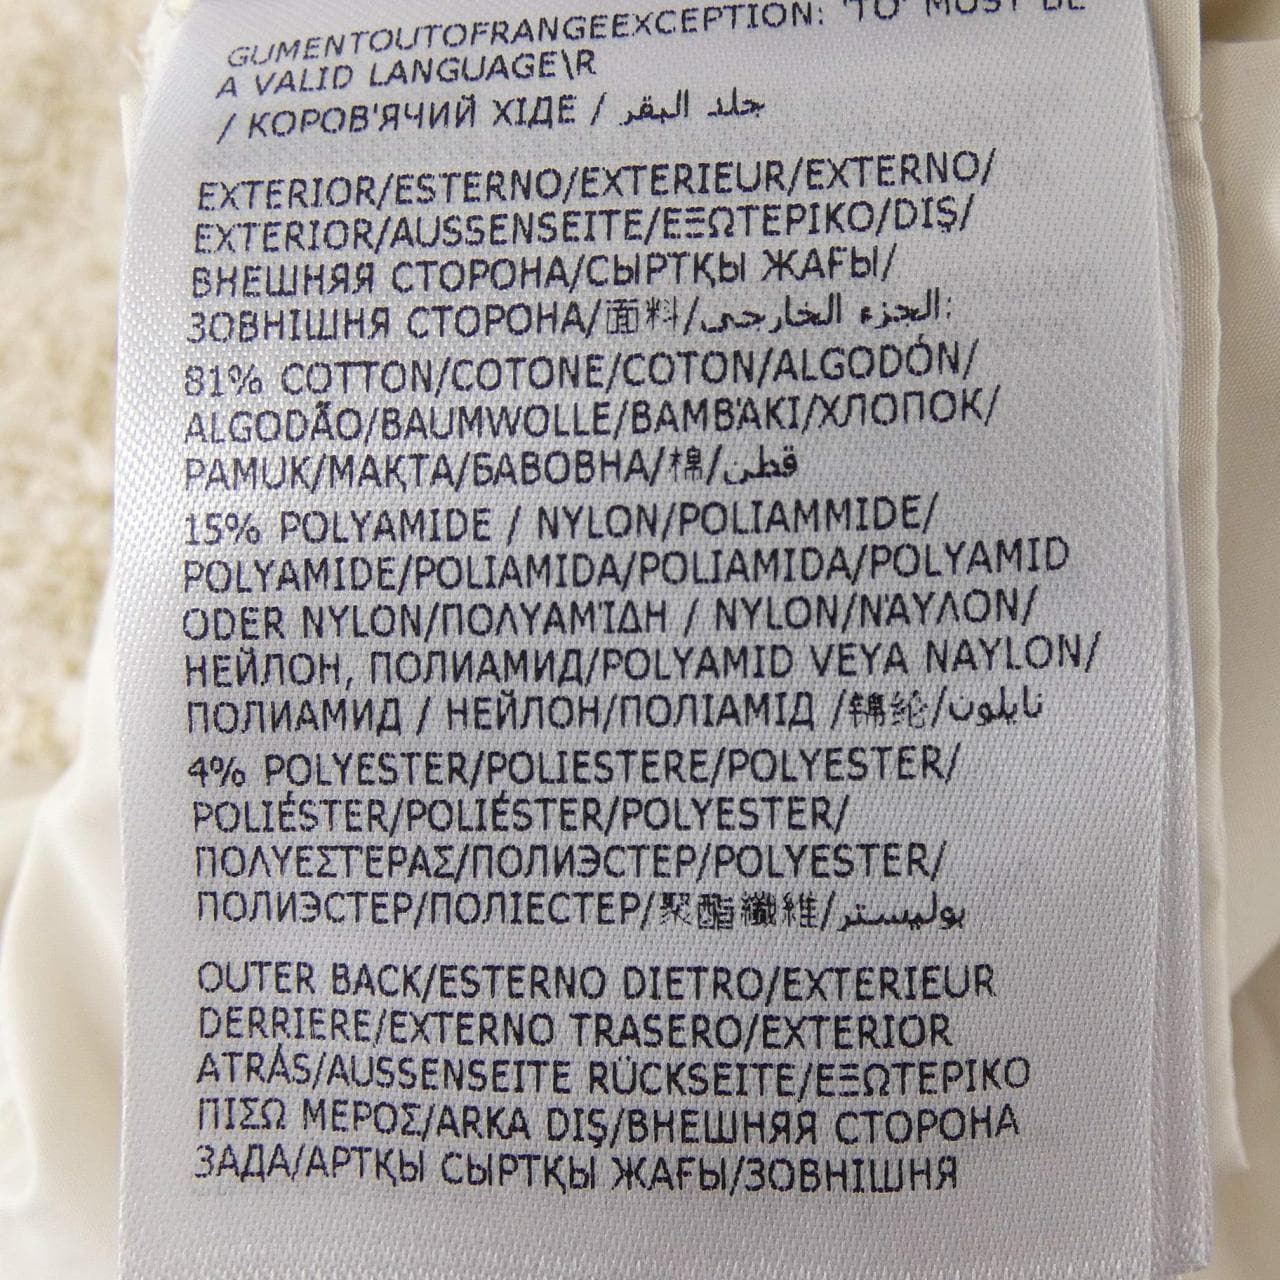 GUMENTOUTOFRANGEEXCEPTION: 'TO' MUST BE
A VALID LANGUAGE\R
/ КОРОВ'ЯЧИЙ ХІДЕ / جلد البقر
EXTERIOR/ESTERNO/EXTERIEUR/EXTERNO/
EXTERIOR/AUSSENSEITE/ΕΞΩΤΕΡΙΚΟ/DIŞ/
ВНЕШНЯЯ СТОРОНА/СЫРТҚЫ ЖАҒЫ/
ЗОВНІШНЯ СТОРОНА/面料/الجزء الخارجي:
81% COTTON/COTONE/COTON/ALGODÓN/
ALGODÃO/BAUMWOLLE/ΒΑΜΒΆΚΙ/ХЛОПОК/
PAMUK/МАҚТА/БАВОВНА/棉/قطن
15% POLYAMIDE / NYLON/POLIAMMIDE/
POLYAMIDE/POLIAMIDA/POLIAMIDA/POLYAMID
ODER NYLON/ΠΟΛΥΑΜΊΔΗ / NYLON/ΝΆΥΛΟΝ/
НЕЙЛОН, ПОЛИАМИД/POLYAMID VEYA NAYLON/
ПОЛИАМИД / НЕЙЛОН/ПОЛІАМІД /锦纶/نايلون
4% POLYESTER/POLIESTERE/POLYESTER/
POLIÉSTER/POLIÉSTER/POLYESTER/
ΠΟΛΥΕΣΤΈΡΑΣ/ПОЛИЭСТЕР/POLYESTER/
ПОЛИЭСТЕР/ПОЛІЕСТЕР/聚酯纖維/بوليستر
OUTER BACK/ESTERNO DIETRO/EXTERIEUR
DERRIERE/EXTERNO TRASERO/EXTERIOR
ATRÁS/AUSSENSEITE RÜCKSEITE/ΕΞΩΤΕΡΙΚΟ
ΠΙΣΩ ΜΕΡΟΣ/ARKA DIŞ/ВНЕШНЯЯ СТОРОНА
ЗАДА/АРТҚЫ СЫРТҚЫ ЖАҒЫ/ЗОВНІШНЯ